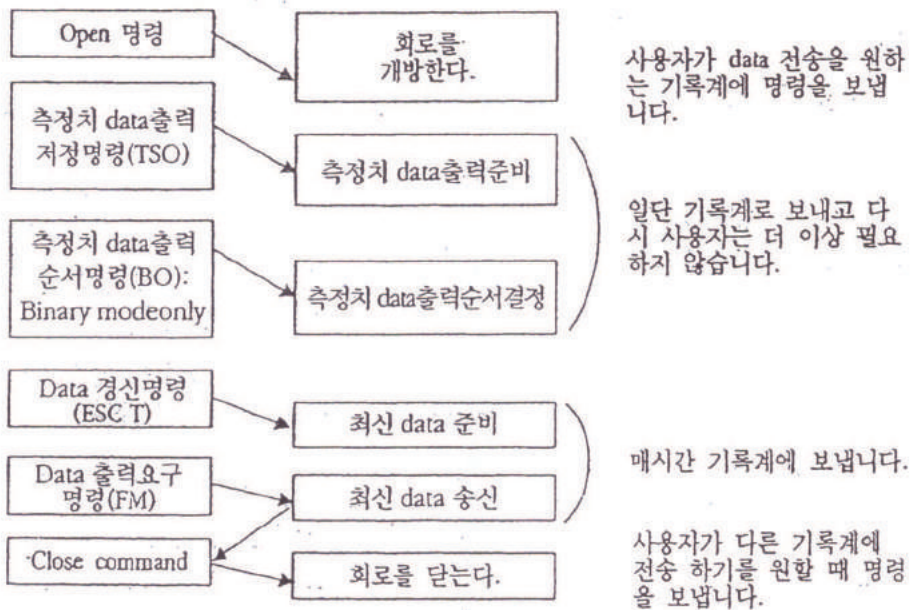 Open 명령
회로를
개방한다.
사용자가 data 전송을 원하
는 기록계에 명령을 보냅
니다.
측정치 data출력
저정명령(TSO)
측정치 data출력준비
일단 기록계로 보내고 다
시 사용자는 더 이상 필요
하지 않습니다.
측정치 data출력
순서명령(BO):
Binary modeonly
측정치 data출력순서결정
Data 경신명령
(ESC T)
최신 data 준비
매시간 기록계에 보냅니다.
Data 출력요구
명령(FM)
최신 data 송신
Close command
회로를 닫는다.
사용자가 다른 기록계에
전송 하기를 원할 때 명령
을 보냅니다.